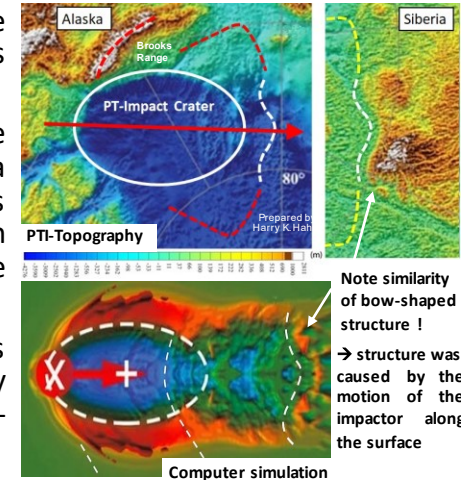 Alaska
Siberia
Brooks
Range
PT-Impact Crater
80°
Prepared by
Harry K. Hah
PTI-Topography
(m)
Note similarity
of bow-shaped
structure !
→ structure was
caused by the
motion of the
impactor along
the surface
X
+
Computer simulation